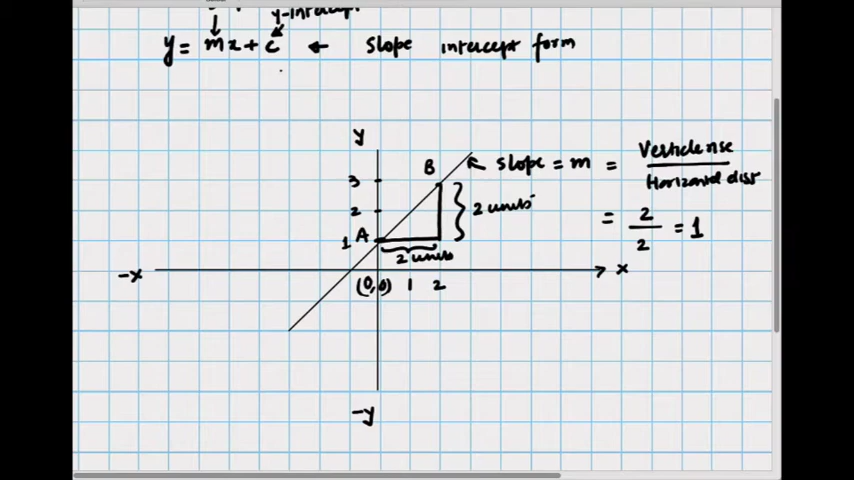 y-intercept
y = mx + c ← slope intercept form
y
B
slope = m = Verticle rise / Horizontal dist
3
2
2 units
= 2/2 = 1
1 A
2 units
-x
x
(0,0) 1 2
-y